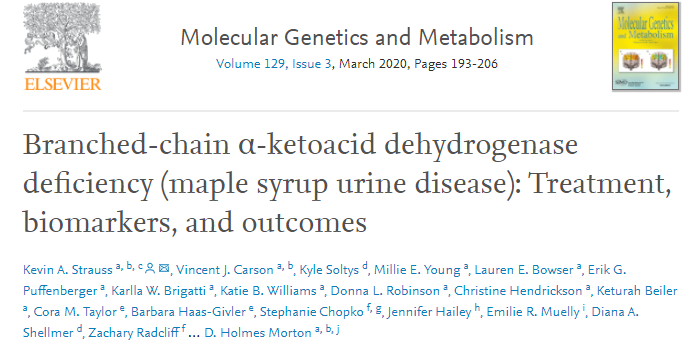 ELSEVIER
Molecular Genetics and Metabolism
Volume 129, Issue 3, March 2020, Pages 193-206
Molecular Genetics
and Metabolism
Branched-chain α-ketoacid dehydrogenase
deficiency (maple syrup urine disease): Treatment,
biomarkers, and outcomes
Kevin A. Strauss a, b, c, Vincent J. Carson a, b, Kyle Soltys d, Millie E. Young a, Lauren E. Bowser a, Erik G.
Puffenberger a, Karlla W. Brigatti a, Katie B. Williams a, Donna L. Robinson a, Christine Hendrickson a, Keturah Beiler
a, Cora M. Taylor e, Barbara Haas-Givler e, Stephanie Chopko f, g, Jennifer Hailey h, Emilie R. Muelly i, Diana A.
Shellmer d, Zachary Radcliff f ... D. Holmes Morton a, b, j